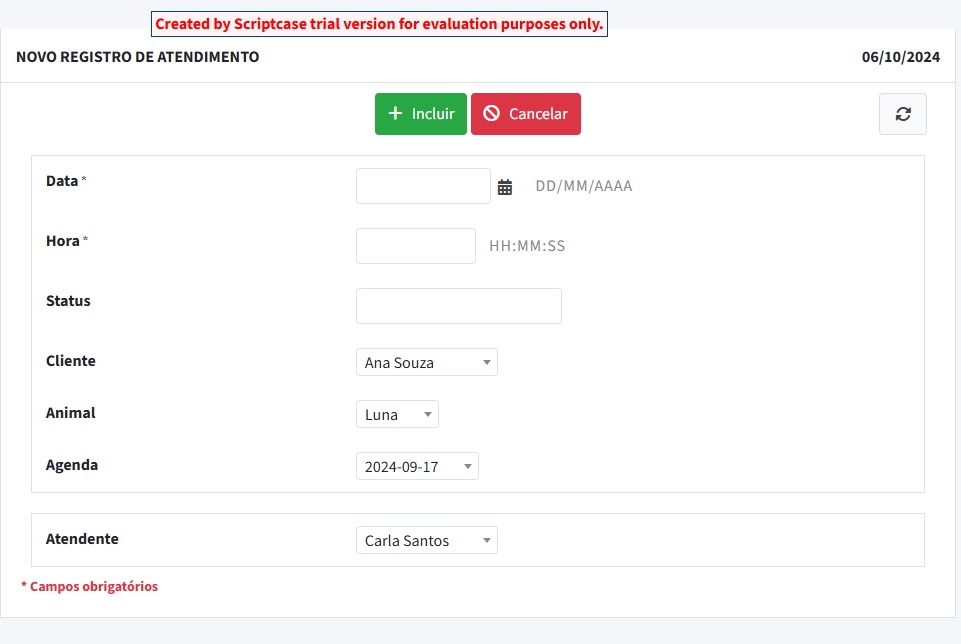 Created by Scriptcase trial version for evaluation purposes only.
NOVO REGISTRO DE ATENDIMENTO 06/10/2024
Incluir Cancelar
Data * DD/MM/AAAA
Hora * HH:MM:SS
Status
Cliente Ana Souza
Animal Luna
Agenda 2024-09-17
Atendente Carla Santos
* Campos obrigatórios